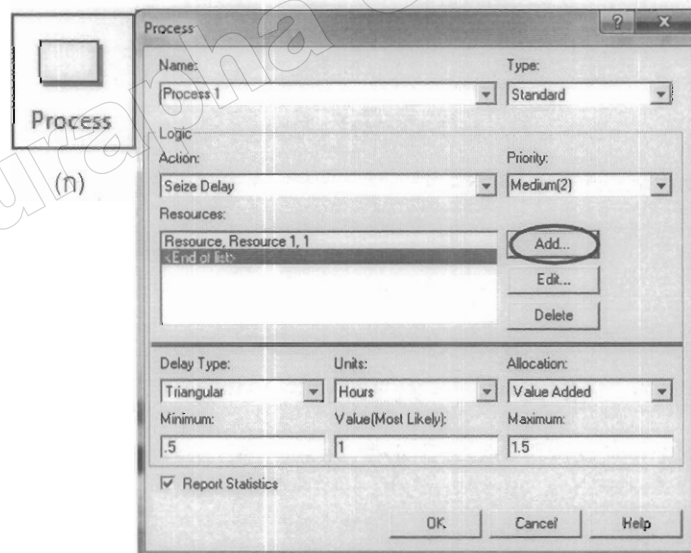 Process
(ก)
Process
Name:
Type:
Process 1
Standard
Logic
Action:
Priority:
Seize Delay
Medium(2)
Resources:
Resource, Resource 1, 1
<End of list>
Add...
Edit...
Delete
Delay Type:
Units:
Allocation:
Triangular
Hours
Value Added
Minimum:
Value(Most Likely):
Maximum:
.5
1
1.5
Report Statistics
OK
Cancel
Help